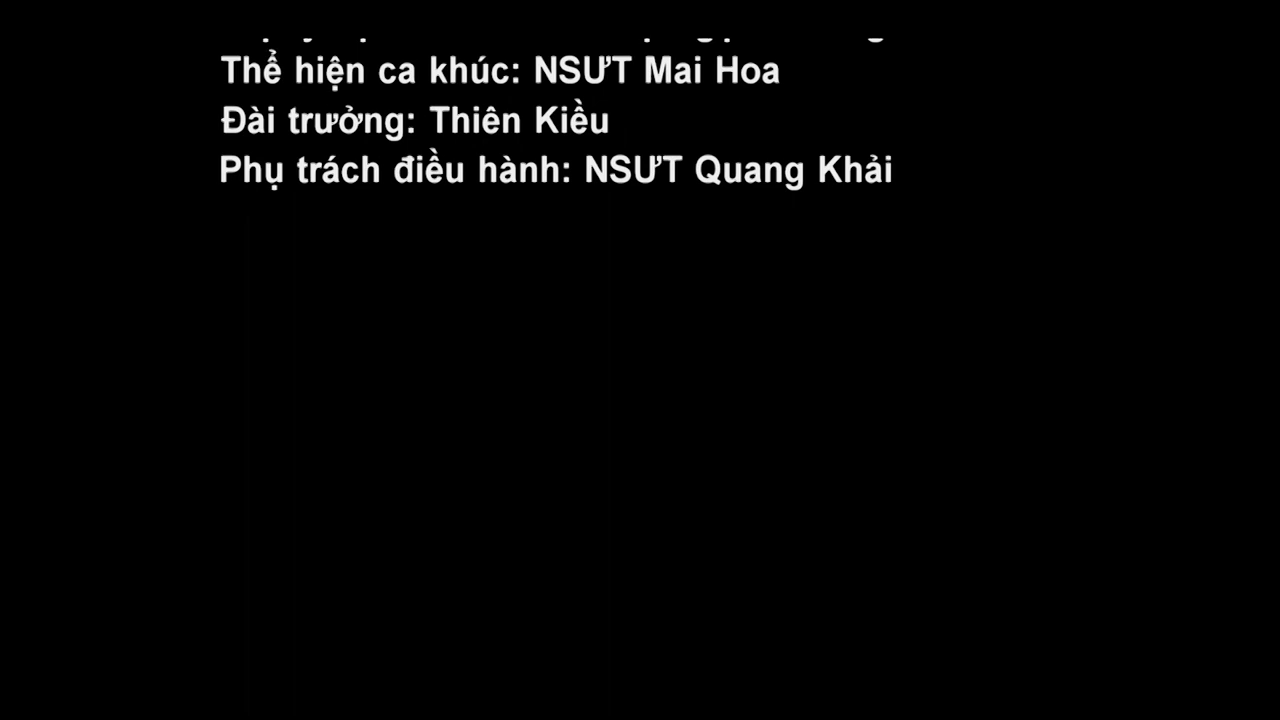 Thể hiện ca khúc: NSƯT Mai Hoa
Đài trưởng: Thiên Kiều
Phụ trách điều hành: NSƯT Quang Khải